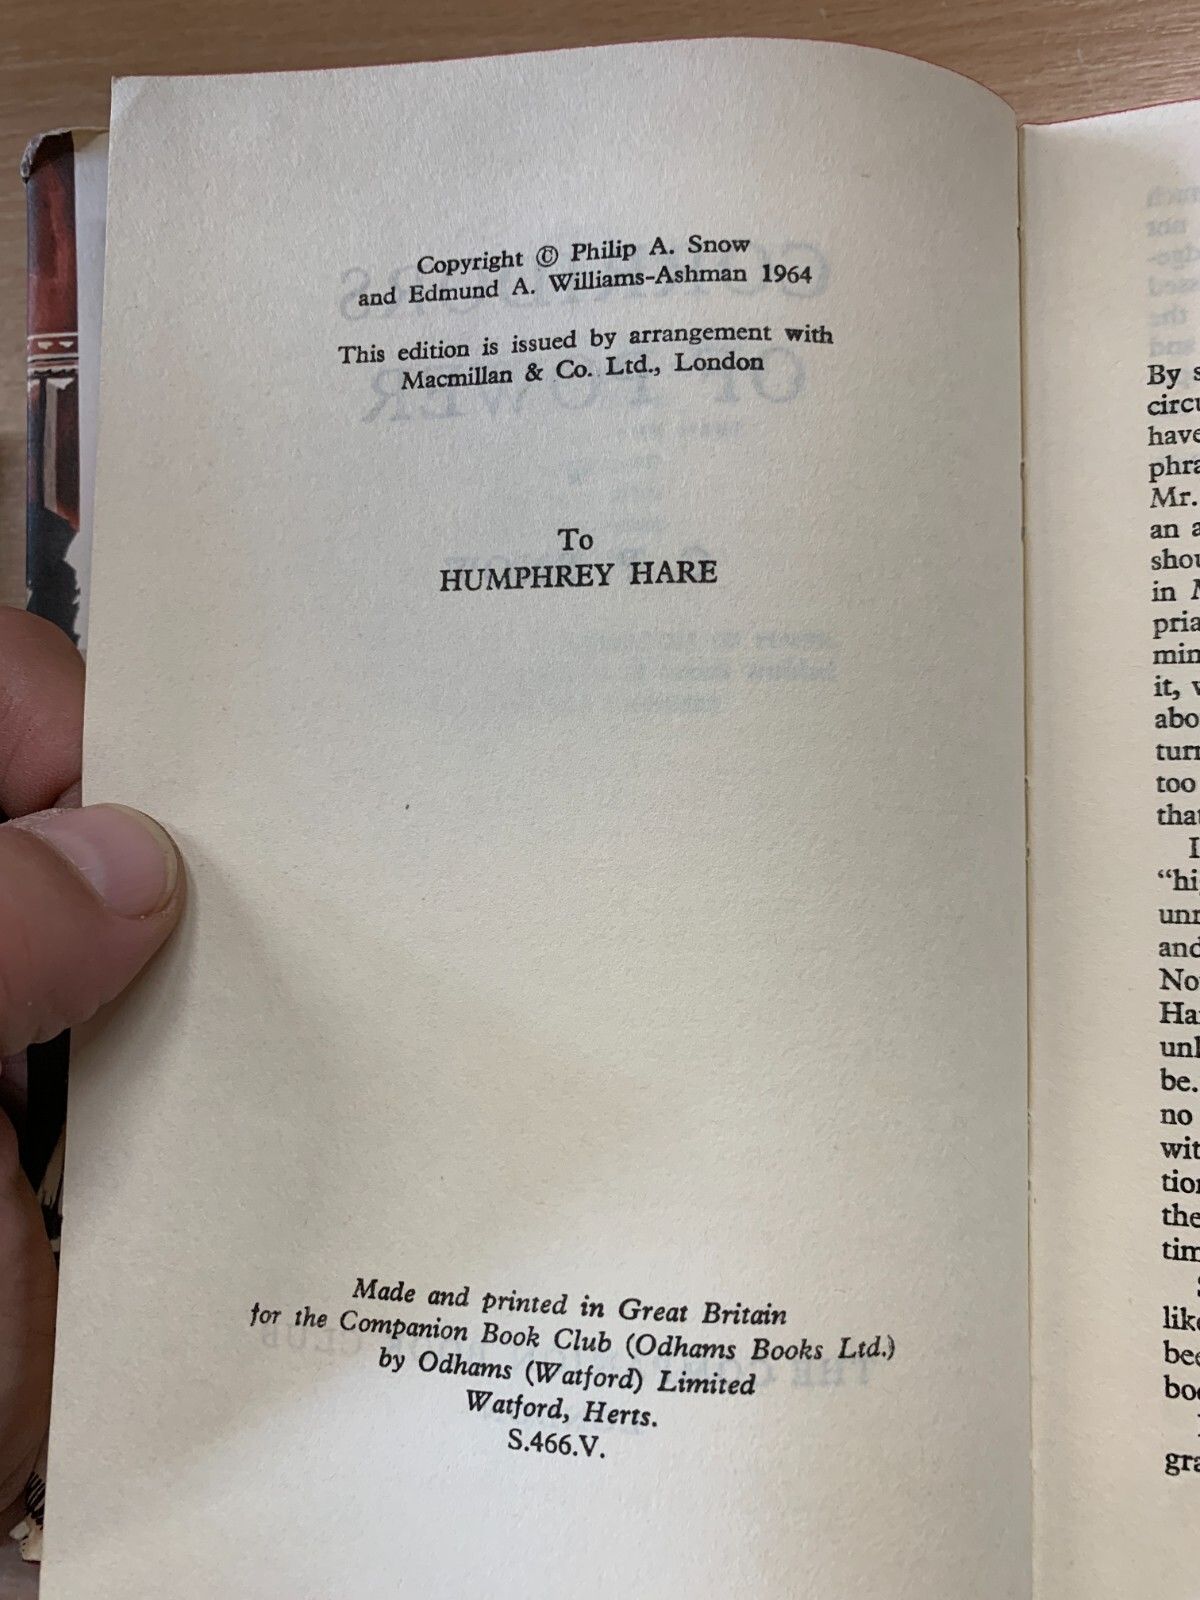 Copyright © Philip A. Snow
and Edmund A. Williams-Ashman 1964
This edition is issued by arrangement with
Macmillan & Co. Ltd., London
To
HUMPHREY HARE
Made and printed in Great Britain
for the Companion Book Club (Odhams Books Ltd.)
by Odhams (Watford) Limited
Watford, Herts.
S.466.V.
By
have
Mr.
an
in
it,
too
that
and
be.
no
the